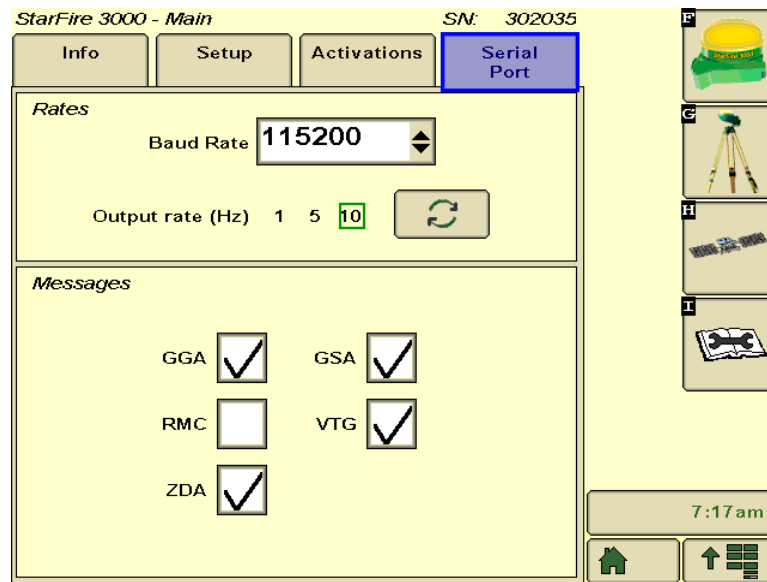 StarFire 3000 - Main SN: 302035
Info Setup Activations Serial Port
Rates
Baud Rate 115200
Output rate (Hz) 1 5 10
Messages
GGA GSA
RMC VTG
ZDA
F
G
H
I
7:17am